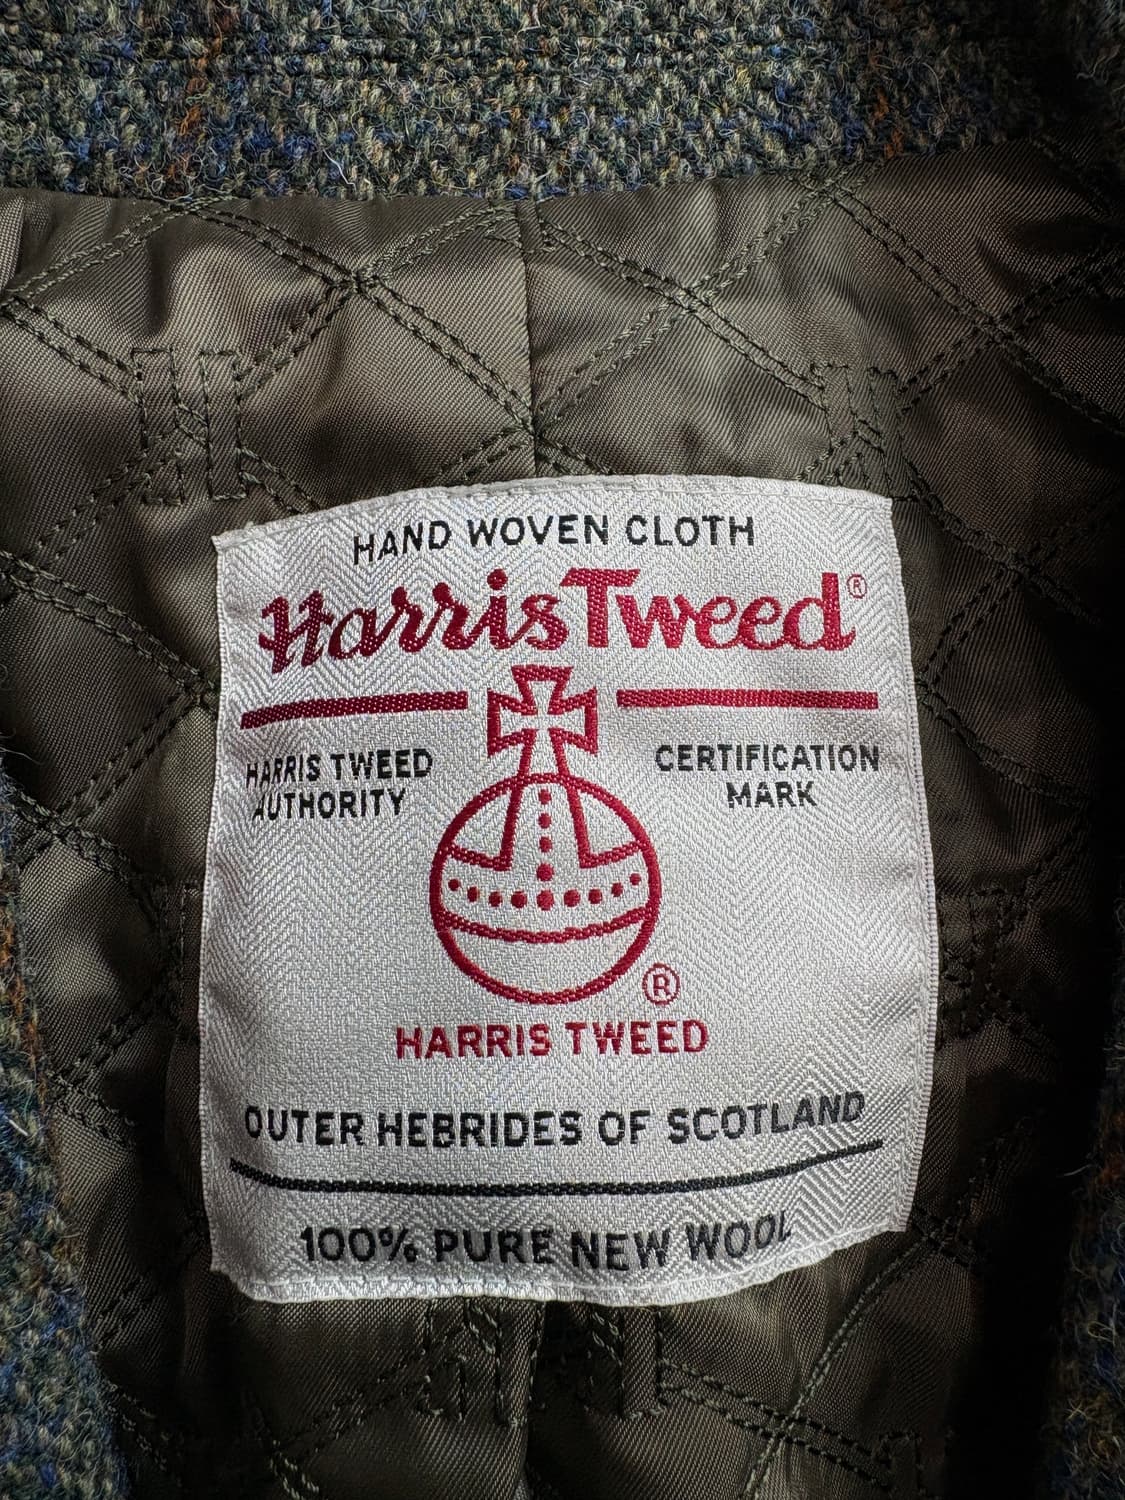 HAND WOVEN CLOTH
Harris Tweed®
HARRIS TWEED
AUTHORITY
CERTIFICATION
MARK
®
HARRIS TWEED
OUTER HEBRIDES OF SCOTLAND
100% PURE NEW WOOL